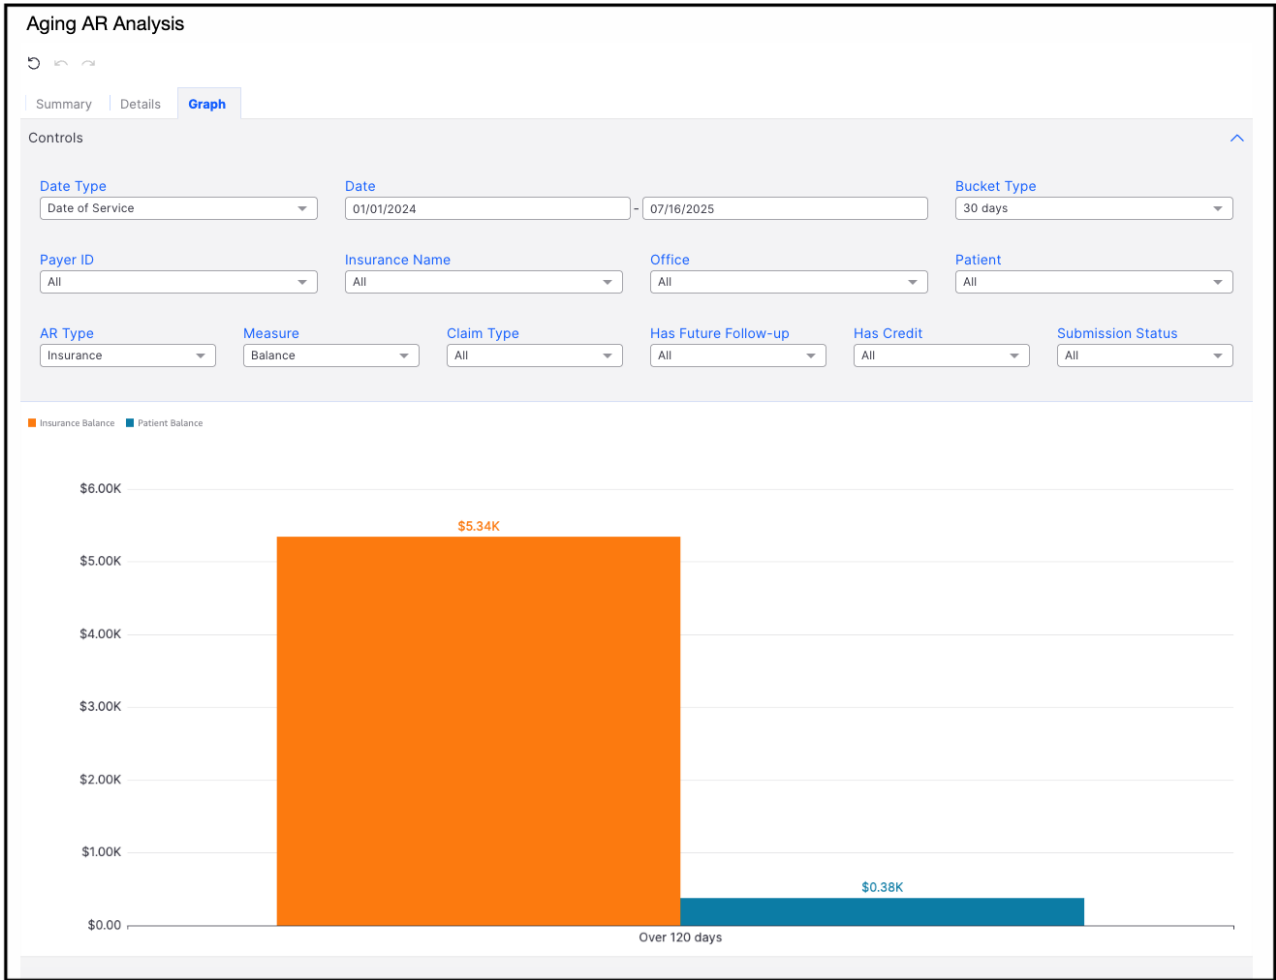 Aging AR Analysis
Summary Details Graph
Controls
Date Type Date Bucket Type
Date of Service 01/01/2024 - 07/16/2025 30 days
Payer ID Insurance Name Office Patient
All All All All
AR Type Measure Claim Type Has Future Follow-up Has Credit Submission Status
Insurance Balance All All All All
Insurance Balance Patient Balance
$6.00K
$5.34K
$5.00K
$4.00K
$3.00K
$2.00K
$1.00K
$0.38K
$0.00
Over 120 days